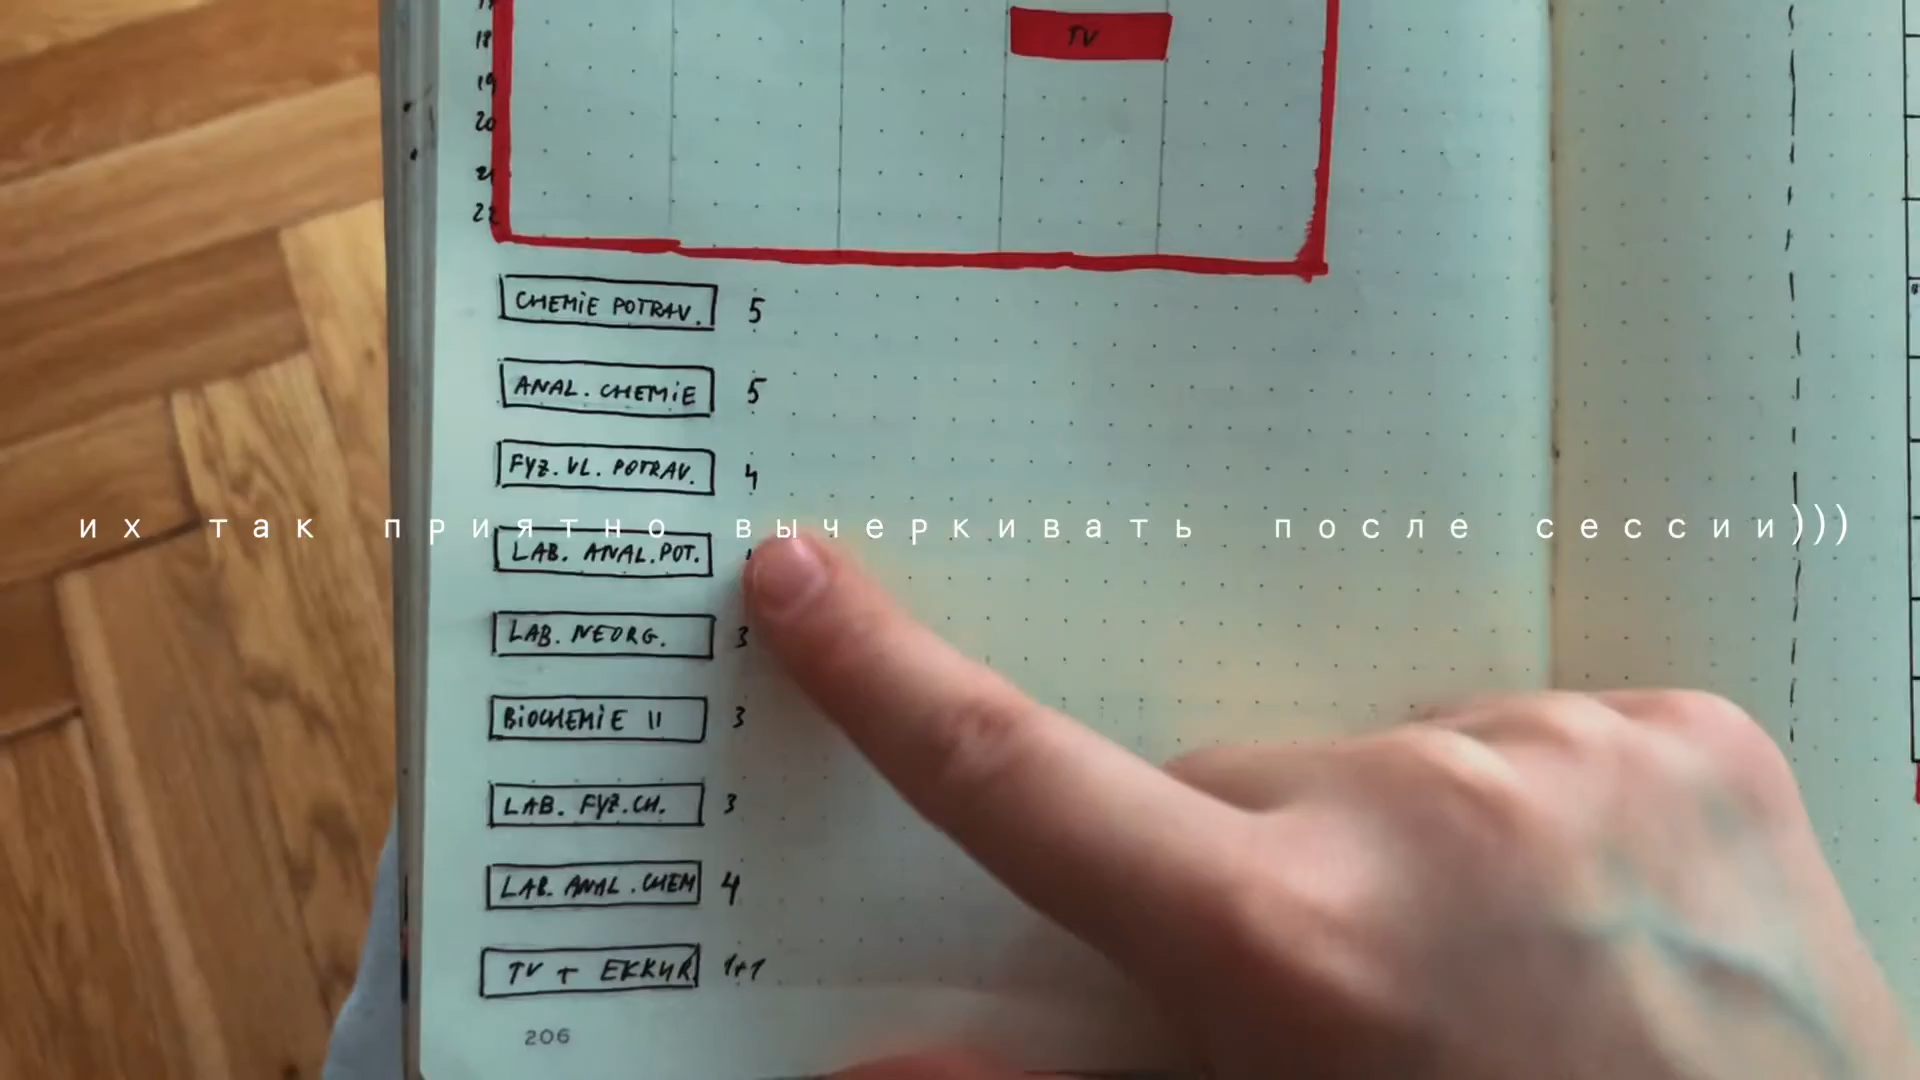 17
18 TV
19
20
21
22
CHEMIE POTRAV. 5
ANAL. CHEMIE 5
FYZ. VL. POTRAV. 4
их так приятно вычеркивать после сессии)))
LAB. ANAL. POT.
LAB. NEORG. 3
BIOCHEMIE II 3
LAB. FYZ. CH. 3
LAB. ANAL. CHEM 4
TV + EKKUR 1+1
206